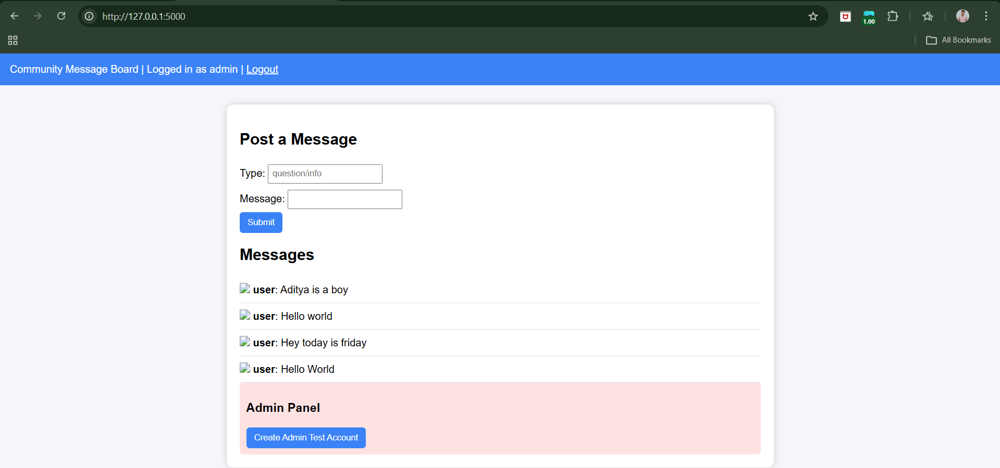 http://127.0.0.1:5000
1.00
All Bookmarks
Community Message Board | Logged in as admin | Logout
Post a Message
Type: question/info
Message:
Submit
Messages
user: Aditya is a boy
user: Hello world
user: Hey today is friday
user: Hello World
Admin Panel
Create Admin Test Account